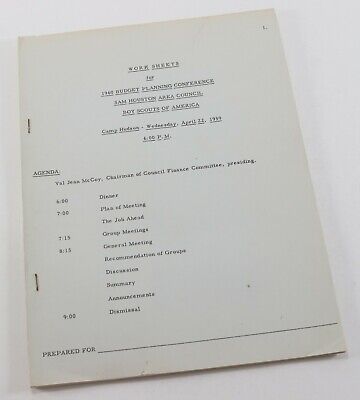 1.
WORK SHEETS
for
1960 BUDGET PLANNING CONFERENCE
SAM HOUSTON AREA COUNCIL
BOY SCOUTS OF AMERICA
Camp Hudson - Wednesday, April 22, 1959
6:00 P.M.
AGENDA:
Val Jean McCoy, Chairman of Council Finance Committee, presiding.
6:00 Dinner
7:00 Plan of Meeting
The Job Ahead
7:15 Group Meetings
8:15 General Meeting
Recommendation of Groups
Discussion
Summary
Announcements
9:00 Dismissal
PREPARED FOR